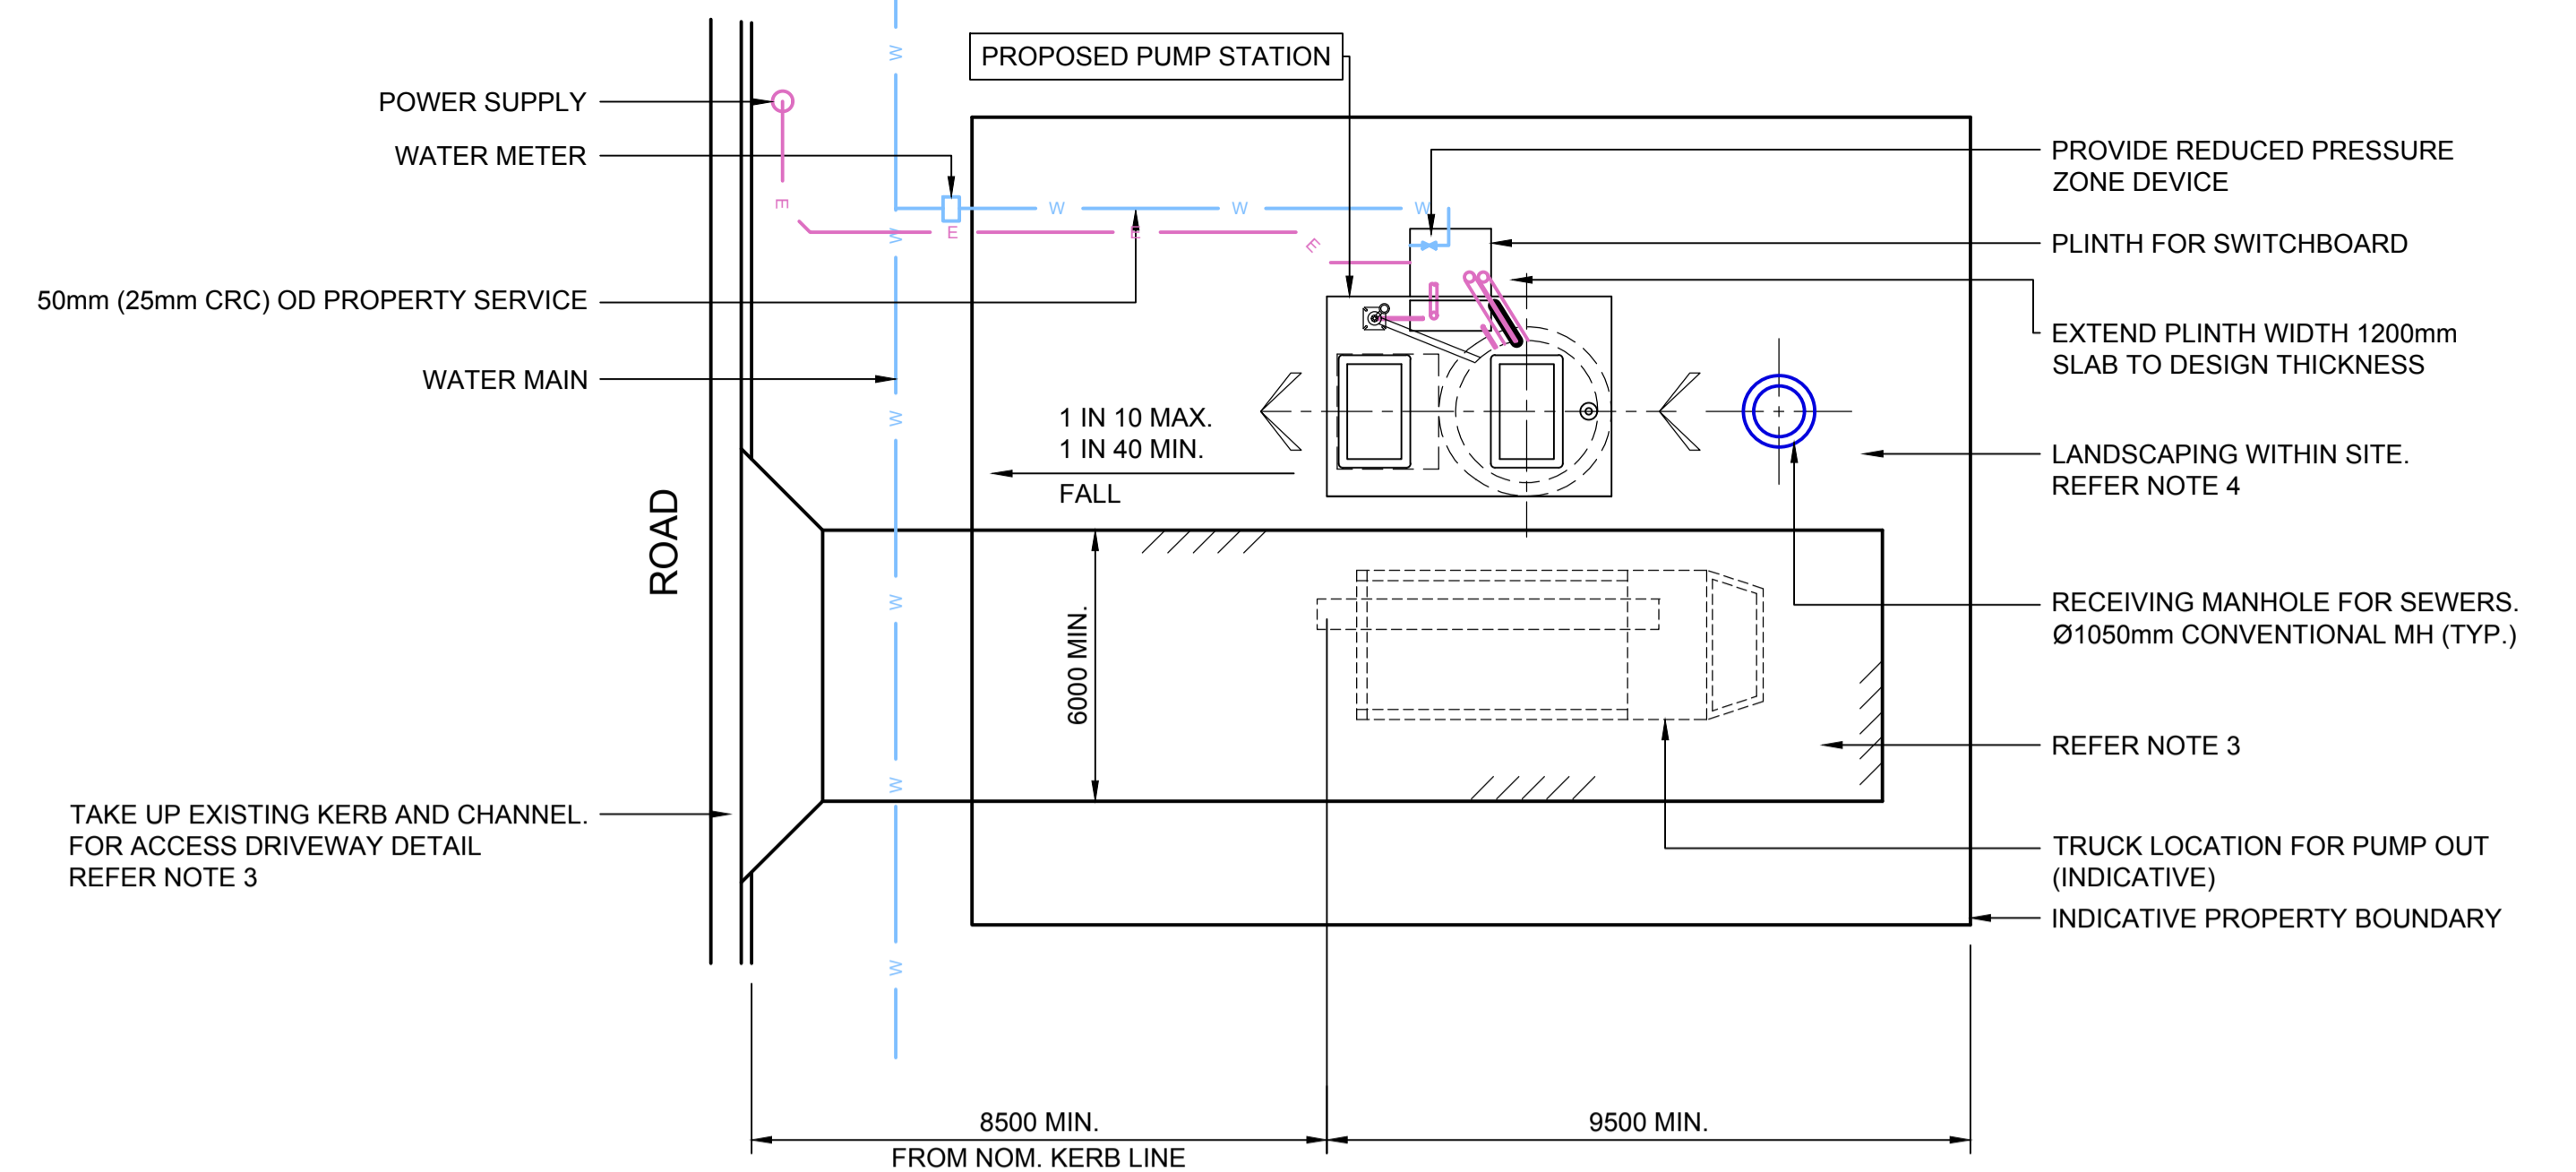 PROPOSED PUMP STATION
POWER SUPPLY
WATER METER
50mm (25mm CRC) OD PROPERTY SERVICE
WATER MAIN
ROAD
TAKE UP EXISTING KERB AND CHANNEL.
FOR ACCESS DRIVEWAY DETAIL
REFER NOTE 3
W
W
W
W
W
W
W
W
W
W
E
E
E
E
1 IN 10 MAX.
1 IN 40 MIN.
FALL
6000 MIN.
PROVIDE REDUCED PRESSURE
ZONE DEVICE
PLINTH FOR SWITCHBOARD
EXTEND PLINTH WIDTH 1200mm
SLAB TO DESIGN THICKNESS
LANDSCAPING WITHIN SITE.
REFER NOTE 4
RECEIVING MANHOLE FOR SEWERS.
Ø1050mm CONVENTIONAL MH (TYP.)
REFER NOTE 3
TRUCK LOCATION FOR PUMP OUT
(INDICATIVE)
INDICATIVE PROPERTY BOUNDARY
8500 MIN.
FROM NOM. KERB LINE
9500 MIN.